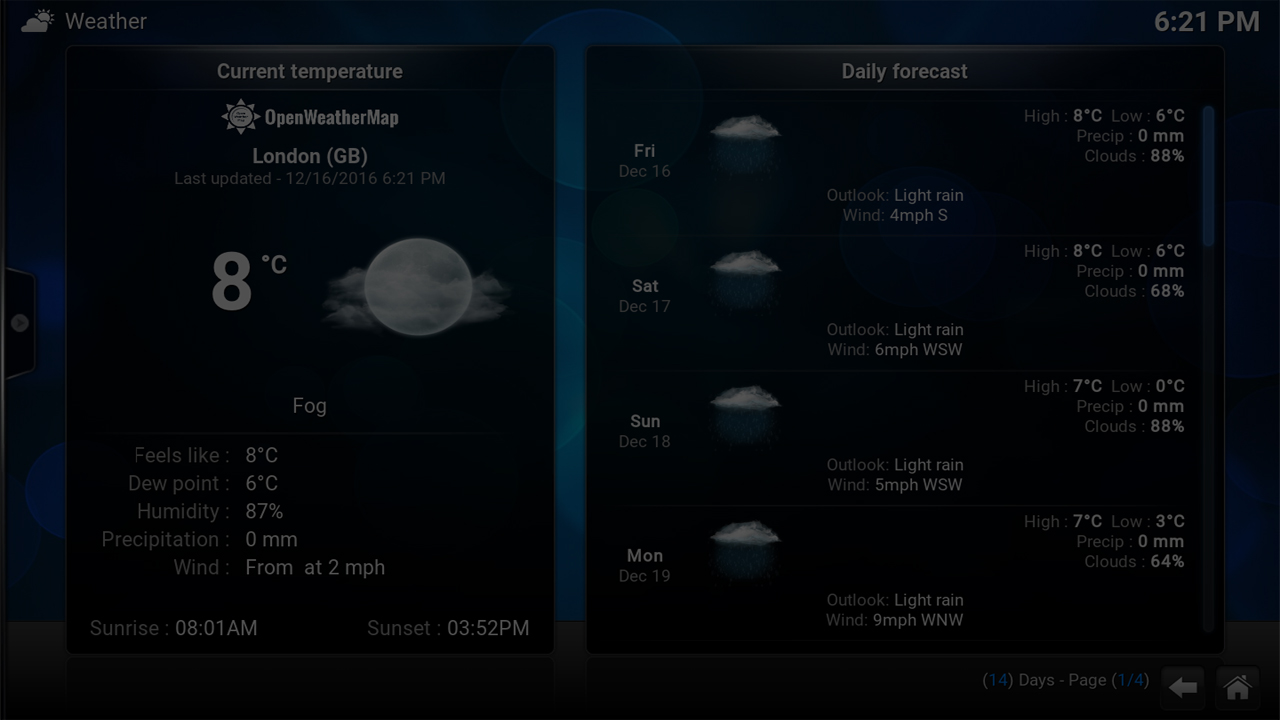 Weather
6:21 PM
Current temperature
OpenWeatherMap
London (GB)
Last updated - 12/16/2016 6:21 PM
8 °C
Fog
Feels like : 8°C
Dew point : 6°C
Humidity : 87%
Precipitation : 0 mm
Wind : From at 2 mph
Sunrise : 08:01AM Sunset : 03:52PM
Daily forecast
Fri
Dec 16
High : 8°C Low : 6°C
Precip : 0 mm
Clouds : 88%
Outlook: Light rain
Wind: 4mph S
Sat
Dec 17
High : 8°C Low : 6°C
Precip : 0 mm
Clouds : 68%
Outlook: Light rain
Wind: 6mph WSW
Sun
Dec 18
High : 7°C Low : 0°C
Precip : 0 mm
Clouds : 88%
Outlook: Light rain
Wind: 5mph WSW
Mon
Dec 19
High : 7°C Low : 3°C
Precip : 0 mm
Clouds : 64%
Outlook: Light rain
Wind: 9mph WNW
(14) Days - Page (1/4)